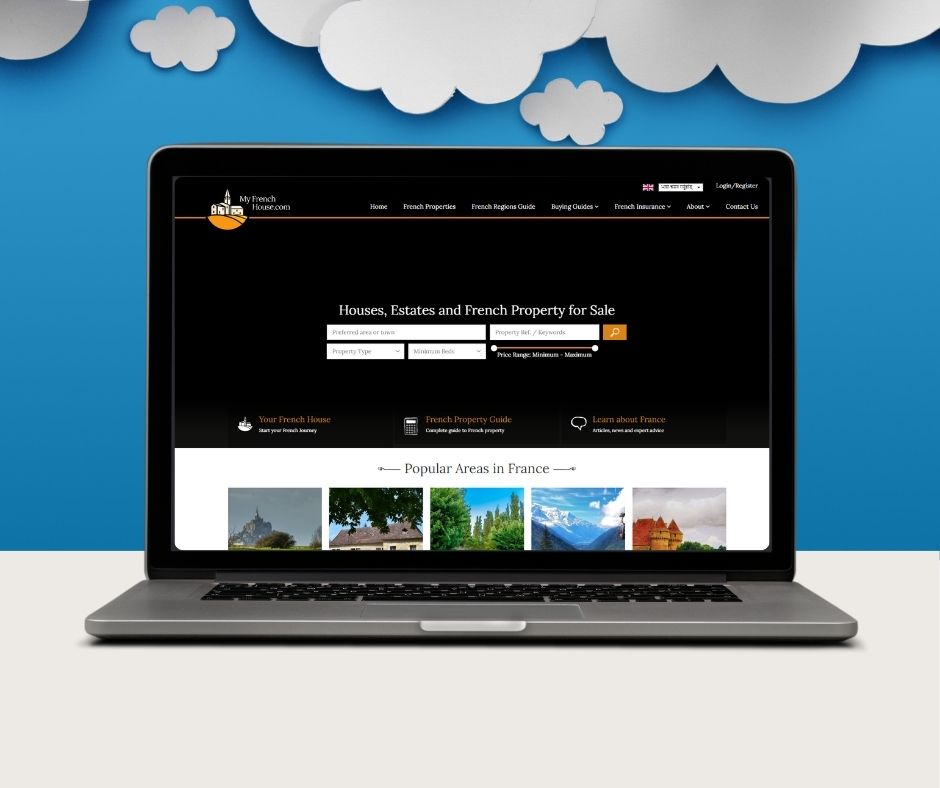 Login/Register
My French
House.com
Home
French Properties
French Regions Guide
Buying Guides
French Insurance
About
Contact Us
Houses, Estates and French Property for Sale
Preferred area or town
Property Ref. / Keywords
Property Type
Minimum Beds
Price Range: Minimum - Maximum
Your French House
Start your French Journey
French Property Guide
Complete guide to French property
Learn about France
Articles, news and expert advice
Popular Areas in France